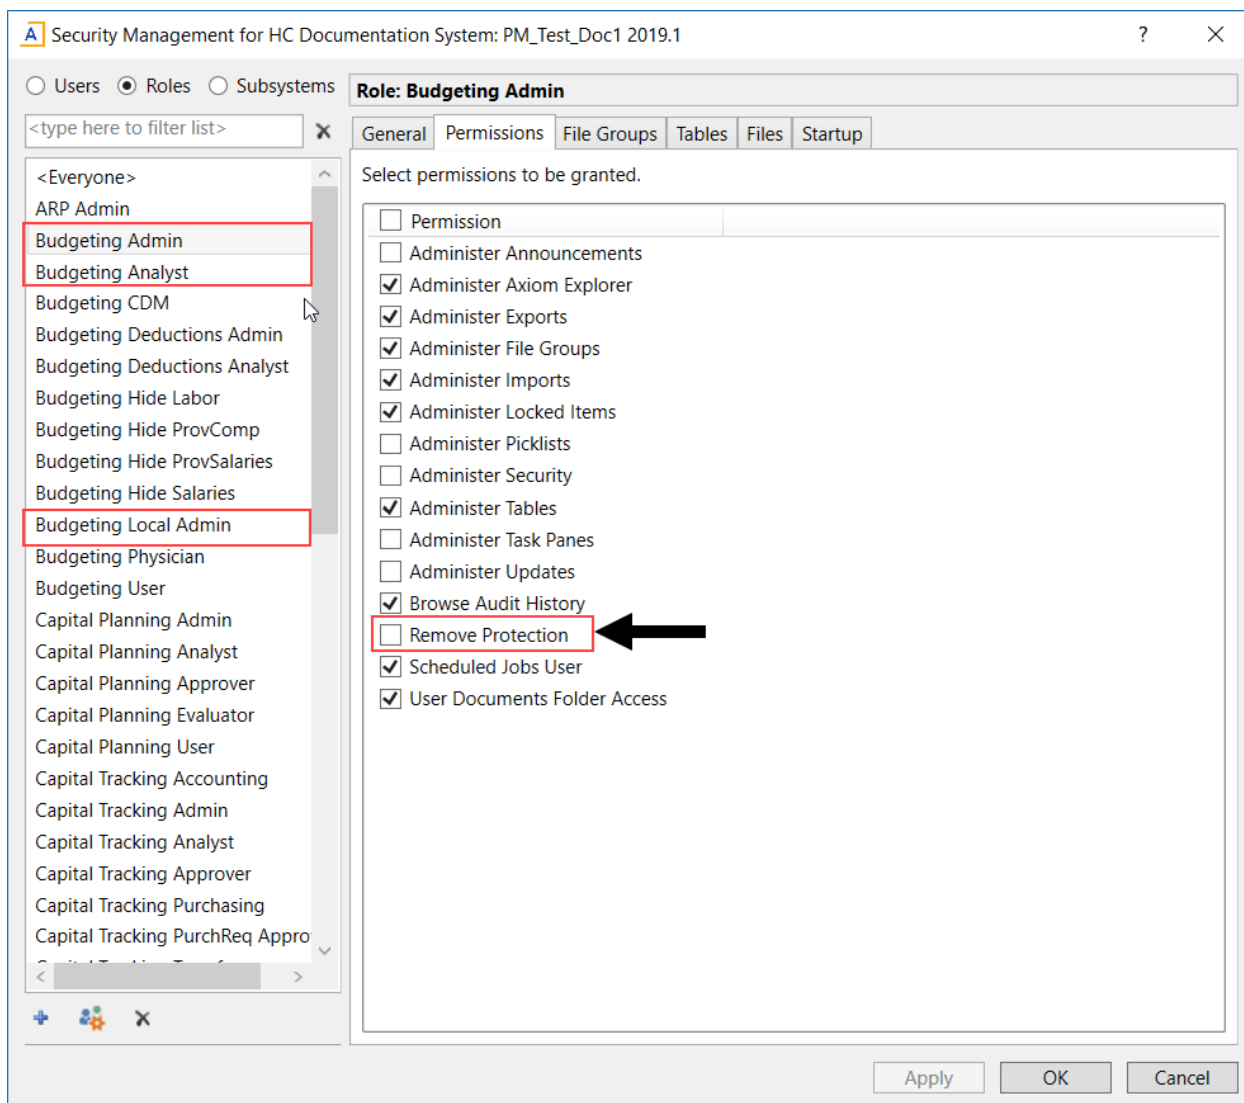 A Security Management for HC Documentation System: PM_Test_Doc1 2019.1 ?
Users Roles Subsystems
<type here to filter list>
<Everyone>
ARP Admin
Budgeting Admin
Budgeting Analyst
Budgeting CDM
Budgeting Deductions Admin
Budgeting Deductions Analyst
Budgeting Hide Labor
Budgeting Hide ProvComp
Budgeting Hide ProvSalaries
Budgeting Hide Salaries
Budgeting Local Admin
Budgeting Physician
Budgeting User
Capital Planning Admin
Capital Planning Analyst
Capital Planning Approver
Capital Planning Evaluator
Capital Planning User
Capital Tracking Accounting
Capital Tracking Admin
Capital Tracking Analyst
Capital Tracking Approver
Capital Tracking Purchasing
Capital Tracking PurchReq Appro
Role: Budgeting Admin
General Permissions File Groups Tables Files Startup
Select permissions to be granted.
Permission
Administer Announcements
Administer Axiom Explorer
Administer Exports
Administer File Groups
Administer Imports
Administer Locked Items
Administer Picklists
Administer Security
Administer Tables
Administer Task Panes
Administer Updates
Browse Audit History
Remove Protection
Scheduled Jobs User
User Documents Folder Access
Apply OK Cancel